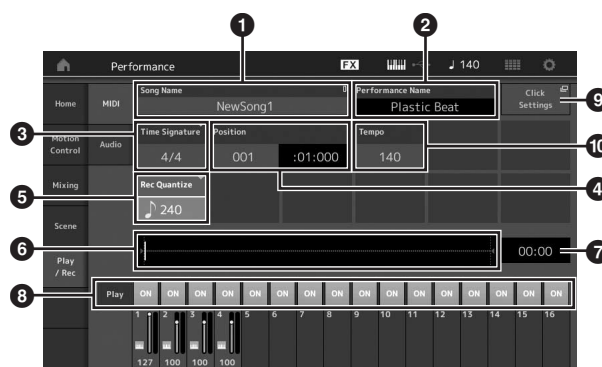 1 2
Performance FX ♩ 140
Home MIDI Song Name NewSong1 Performance Name Plastic Beat Click Settings 9
3 Motion Control Audio Time Signature 4/4 Position 001 :01:000 Tempo 140 10
4
5 Mixing Rec Quantize ♪ 240
Scene
6 Play / Rec 00:00 7
8 Play ON ON ON ON ON ON ON ON ON ON ON ON ON ON ON ON
1 2 3 4 5 6 7 8 9 10 11 12 13 14 15 16
127 100 100 100